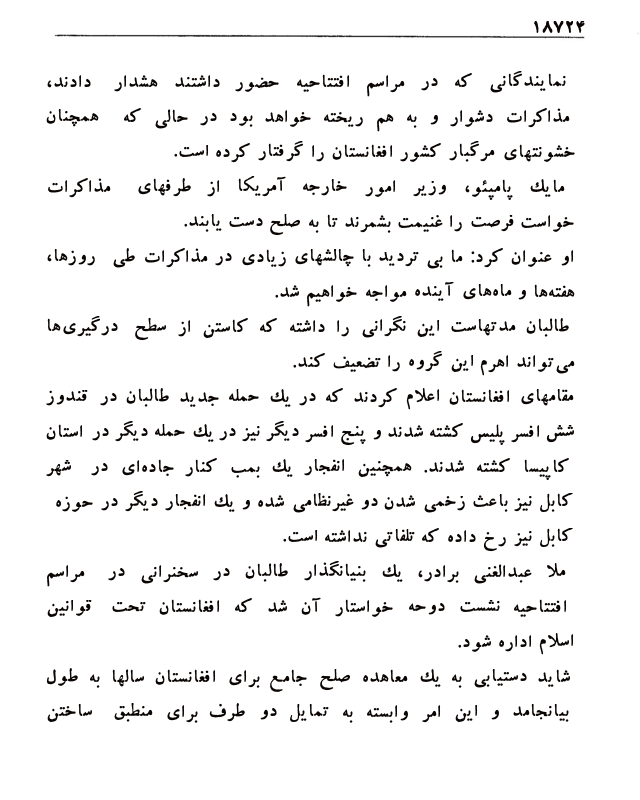 ۱۸۷۲۴
نمایندگانی که در مراسم افتتاحیه حضور داشتند هشدار دادند،
مذاکرات دشوار و به هم ریخته خواهد بود در حالی که همچنان
خشونتهای مرگبار کشور افغانستان را گرفتار کرده است.
مایك پامپئو، وزیر امور خارجه آمریکا از طرفهای مذاکرات
خواست فرصت را غنیمت بشمرند تا به صلح دست یابند.
او عنوان کرد: ما بی تردید با چالشهای زیادی در مذاکرات طی روزها،
هفته‌ها و ماه‌های آینده مواجه خواهیم شد.
طالبان مدتهاست این نگرانی را داشته که کاستن از سطح درگیری‌ها
می‌تواند اهرم این گروه را تضعیف کند.
مقامهای افغانستان اعلام کردند که در یك حمله جدید طالبان در قندوز
شش افسر پلیس کشته شدند و پنج افسر دیگر نیز در یك حمله دیگر در استان
کاپیسا کشته شدند. همچنین انفجار یك بمب کنار جاده‌ای در شهر
کابل نیز باعث زخمی شدن دو غیرنظامی شده و یك انفجار دیگر در حوزه
کابل نیز رخ داده که تلفاتی نداشته است.
ملا عبدالغنی برادر، یك بنیانگذار طالبان در سخنرانی در مراسم
افتتاحیه نشست دوحه خواستار آن شد که افغانستان تحت قوانین
اسلام اداره شود.
شاید دستیابی به یك معاهده صلح جامع برای افغانستان سالها به طول
بیانجامد و این امر وابسته به تمایل دو طرف برای منطبق ساختن